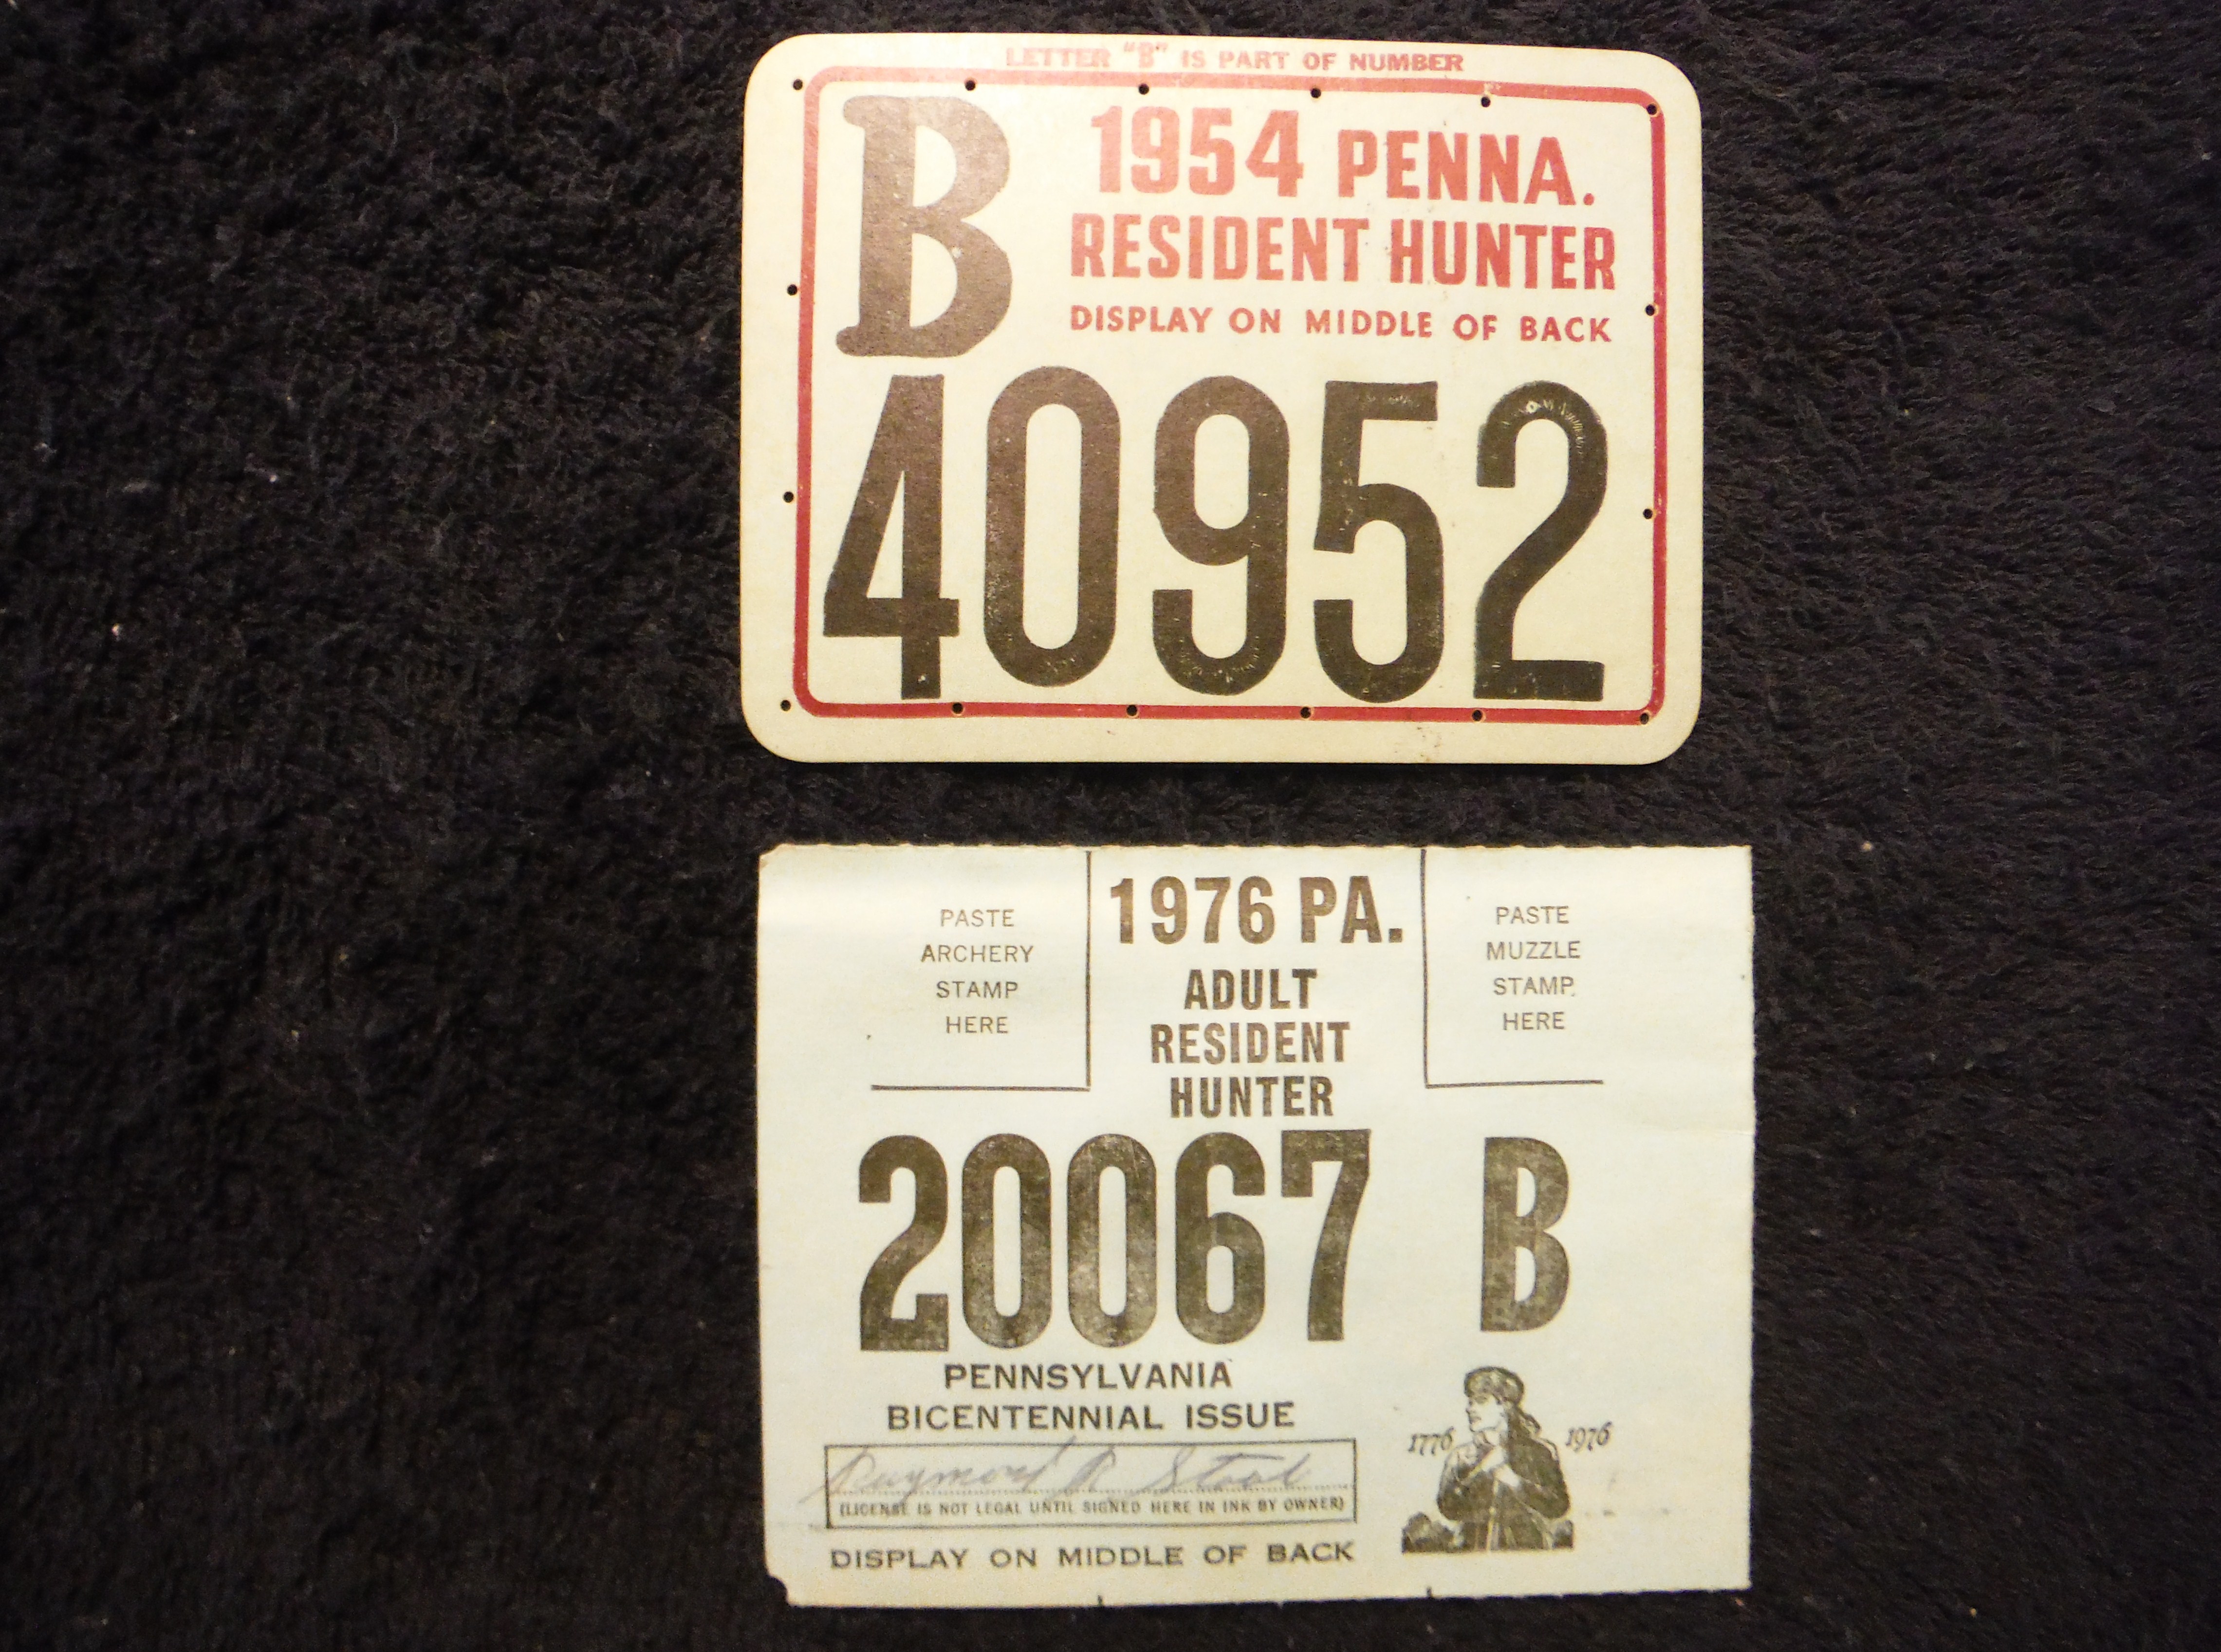 LETTER "B" IS PART OF NUMBER
B
1954 PENNA.
RESIDENT HUNTER
DISPLAY ON MIDDLE OF BACK
40952
PASTE
ARCHERY
STAMP
HERE
1976 PA.
ADULT
RESIDENT
HUNTER
PASTE
MUZZLE
STAMP
HERE
20067 B
PENNSYLVANIA
BICENTENNIAL ISSUE
1776 1976
Raymond R
(LICENSE IS NOT LEGAL UNTIL SIGNED HERE IN INK BY OWNER)
DISPLAY ON MIDDLE OF BACK